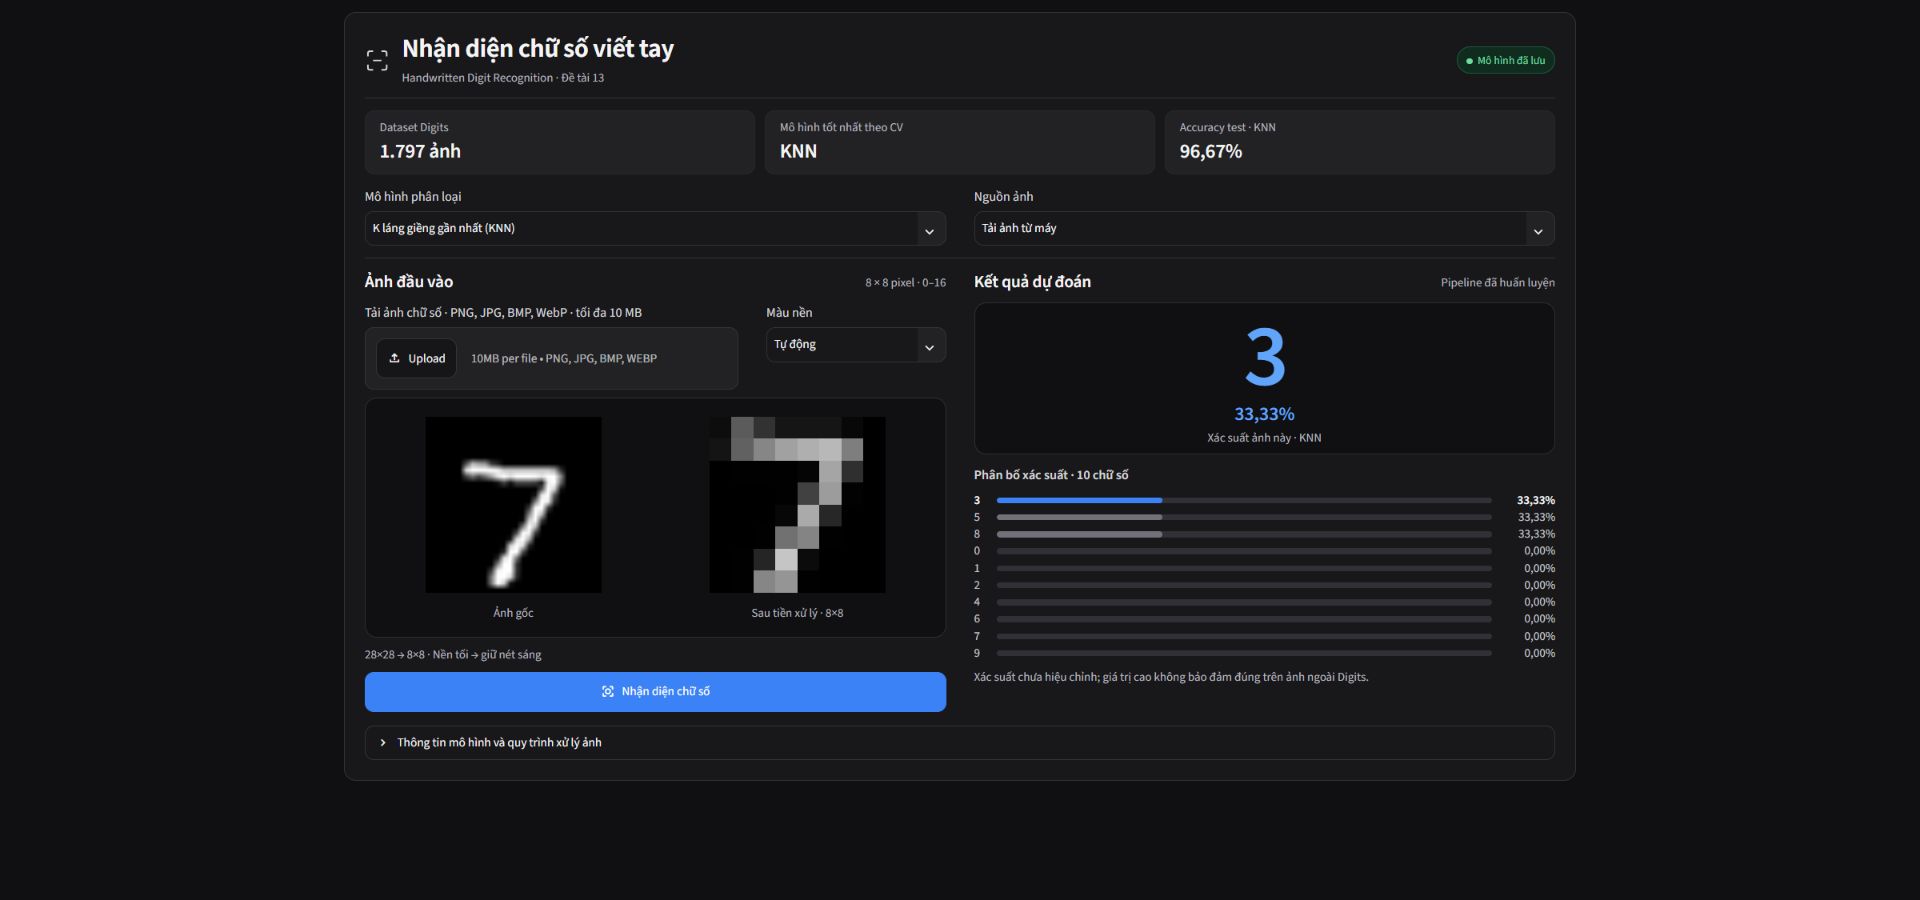 Nhận diện chữ số viết tay
Handwritten Digit Recognition · Đề tài 13
Mô hình đã lưu
Dataset Digits
1.797 ảnh
Mô hình tốt nhất theo CV
KNN
Accuracy test · KNN
96,67%
Mô hình phân loại
K láng giềng gần nhất (KNN)
Nguồn ảnh
Tải ảnh từ máy
Ảnh đầu vào
8 × 8 pixel · 0–16
Tải ảnh chữ số · PNG, JPG, BMP, WebP · tối đa 10 MB
Upload
10MB per file • PNG, JPG, BMP, WEBP
Màu nền
Tự động
7
7
Ảnh gốc
Sau tiền xử lý · 8×8
28×28 → 8×8 · Nền tối → giữ nét sáng
Nhận diện chữ số
Kết quả dự đoán
Pipeline đã huấn luyện
3
33,33%
Xác suất ảnh này · KNN
Phân bố xác suất · 10 chữ số
3 33,33%
5 33,33%
8 33,33%
0 0,00%
1 0,00%
2 0,00%
4 0,00%
6 0,00%
7 0,00%
9 0,00%
Xác suất chưa hiệu chỉnh; giá trị cao không bảo đảm đúng trên ảnh ngoài Digits.
Thông tin mô hình và quy trình xử lý ảnh